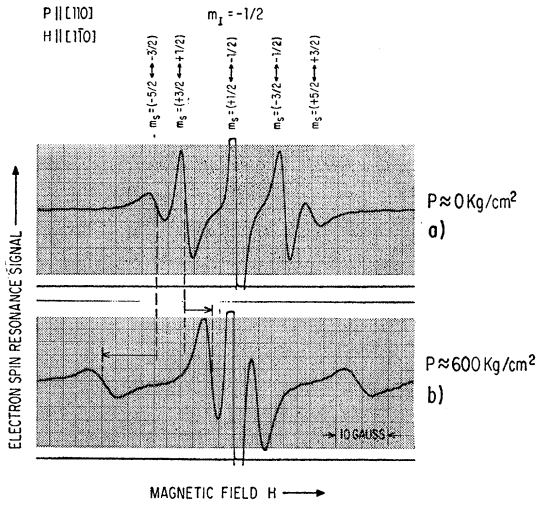 P || [110]
H || [11̄0]
m_I = -1/2
m_S = (-5/2 ↔ -3/2)
m_S = (+3/2 ↔ +1/2)
m_S = (+1/2 ↔ -1/2)
m_S = (-3/2 ↔ -1/2)
m_S = (+5/2 ↔ +3/2)
ELECTRON SPIN RESONANCE SIGNAL
P ≈ 0 Kg/cm²
a)
P ≈ 600 Kg/cm²
b)
10 GAUSS
MAGNETIC FIELD H